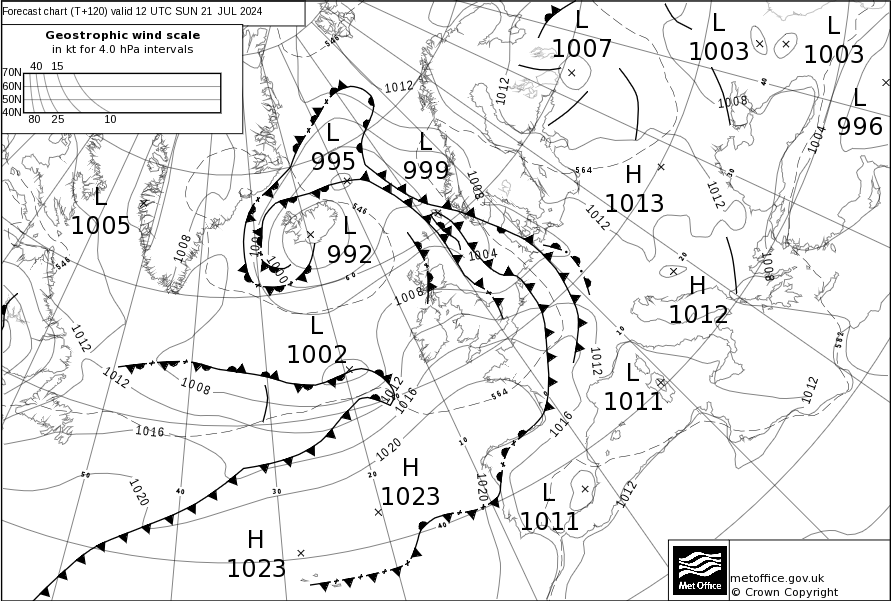 Forecast chart (T+120) valid 12 UTC SUN 21 JUL 2024
Geostrophic wind scale
in kt for 4.0 hPa intervals
40 15
70N
60N
50N
40N
80 25 10
546
L
1007
L
1003
L
1003
40
1012
1012
1008
L
996
L
995
L
999
1004
564
30
H
1013
1008
1012
L
1005
546
1012
L
992
1008
1004
20
1008
546
1000
60
H
1012
1008
L
1002
10
1012
582
1012
1012
1008
1012
1016
L
1011
1012
564
0
1016
1016
10
1020
H
1023
50
1020
40
30
20
1020
L
1011
1012
40
H
1023
Met Office
metoffice.gov.uk
© Crown Copyright